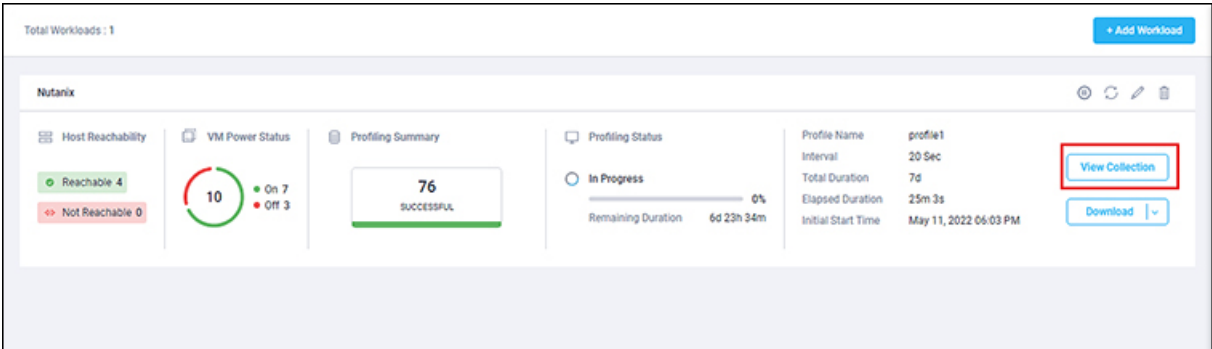 Total Workloads : 1
+ Add Workload
Nutanix
Host Reachability
Reachable 4
Not Reachable 0
VM Power Status
10
On 7
Off 3
Profiling Summary
76
SUCCESSFUL
Profiling Status
In Progress
0%
Remaining Duration 6d 23h 34m
Profile Name profile1
Interval 20 Sec
Total Duration 7d
Elapsed Duration 25m 3s
Initial Start Time May 11, 2022 06:03 PM
View Collection
Download